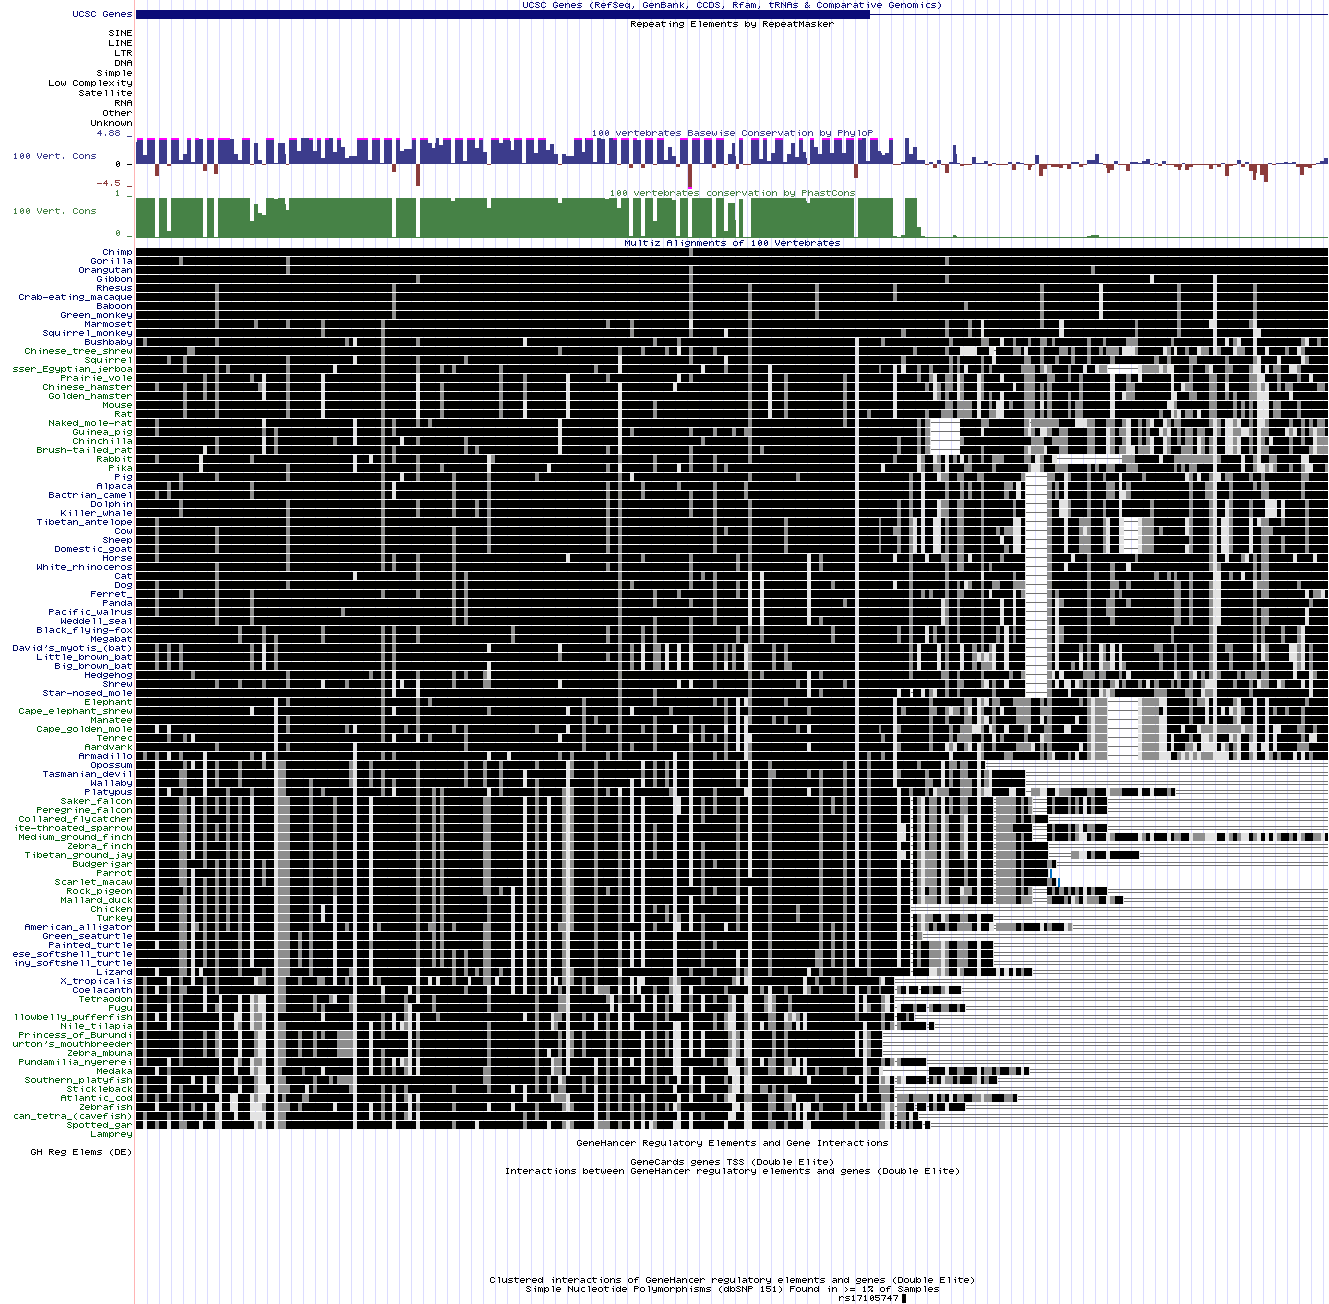 UCSC Genes (RefSeq, GenBank, CCDS, Rfam, tRNAs & Comparative Genomics)
UCSC Genes
Repeating Elements by RepeatMasker
SINE
LINE
LTR
DNA
Simple
Low Complexity
Satellite
RNA
Other
Unknown
4.88 _
100 vertebrates Basewise Conservation by PhyloP
100 Vert. Cons
0 _
-4.5 _
100 vertebrates conservation by PhastCons
1 _
100 Vert. Cons
0 _
Multiz Alignments of 100 Vertebrates
Chimp
Gorilla
Orangutan
Gibbon
Rhesus
Crab-eating_macaque
Baboon
Green_monkey
Marmoset
Squirrel_monkey
Bushbaby
Chinese_tree_shrew
Squirrel
sser_Egyptian_jerboa
Prairie_vole
Chinese_hamster
Golden_hamster
Mouse
Rat
Naked_mole-rat
Guinea_pig
Chinchilla
Brush-tailed_rat
Rabbit
Pika
Pig
Alpaca
Bactrian_camel
Dolphin
Killer_whale
Tibetan_antelope
Cow
Sheep
Domestic_goat
Horse
White_rhinoceros
Cat
Dog
Ferret_
Panda
Pacific_walrus
Weddell_seal
Black_flying-fox
Megabat
David's_myotis_(bat)
Little_brown_bat
Big_brown_bat
Hedgehog
Shrew
Star-nosed_mole
Elephant
Cape_elephant_shrew
Manatee
Cape_golden_mole
Tenrec
Aardvark
Armadillo
Opossum
Tasmanian_devil
Wallaby
Platypus
Saker_falcon
Peregrine_falcon
Collared_flycatcher
ite-throated_sparrow
Medium_ground_finch
Zebra_finch
Tibetan_ground_jay
Budgerigar
Parrot
Scarlet_macaw
Rock_pigeon
Mallard_duck
Chicken
Turkey
American_alligator
Green_seaturtle
Painted_turtle
ese_softshell_turtle
iny_softshell_turtle
Lizard
X_tropicalis
Coelacanth
Tetraodon
Fugu
llowbelly_pufferfish
Nile_tilapia
Princess_of_Burundi
urton's_mouthbreeder
Zebra_mbuna
Pundamilia_nyererei
Medaka
Southern_platyfish
Stickleback
Atlantic_cod
Zebrafish
can_tetra_(cavefish)
Spotted_gar
Lamprey
GeneHancer Regulatory Elements and Gene Interactions
GH Reg Elems (DE)
GeneCards genes TSS (Double Elite)
Interactions between GeneHancer regulatory elements and genes (Double Elite)
Clustered interactions of GeneHancer regulatory elements and genes (Double Elite)
Simple Nucleotide Polymorphisms (dbSNP 151) Found in >= 1% of Samples
rs17105747